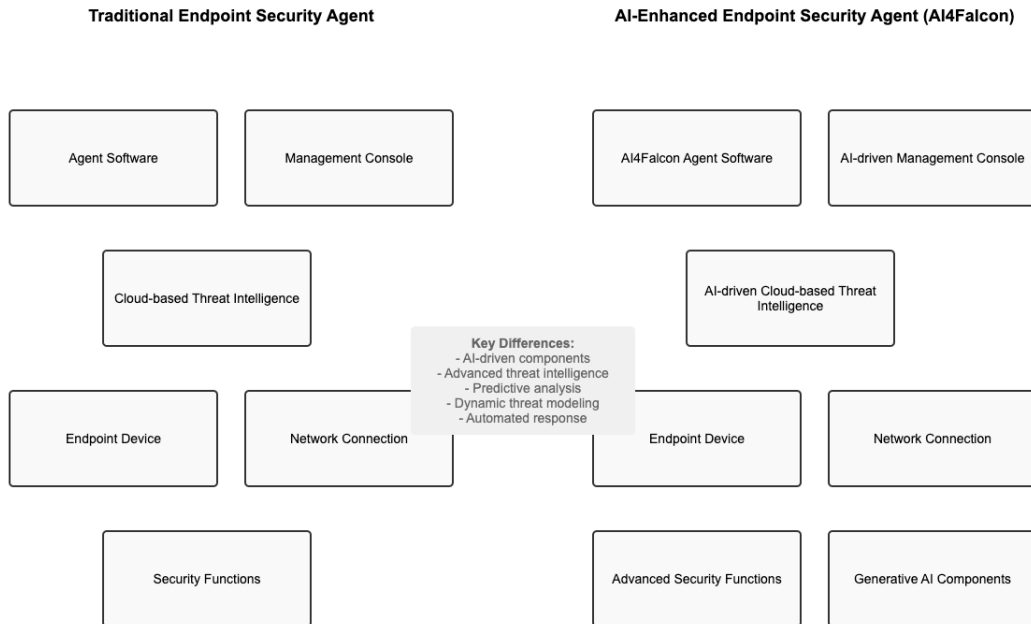 Traditional Endpoint Security Agent
AI-Enhanced Endpoint Security Agent (AI4Falcon)
Agent Software
Management Console
AI4Falcon Agent Software
AI-driven Management Console
Cloud-based Threat Intelligence
AI-driven Cloud-based Threat
Intelligence
Key Differences:
- AI-driven components
- Advanced threat intelligence
- Predictive analysis
- Dynamic threat modeling
- Automated response
Endpoint Device
Network Connection
Endpoint Device
Network Connection
Security Functions
Advanced Security Functions
Generative AI Components